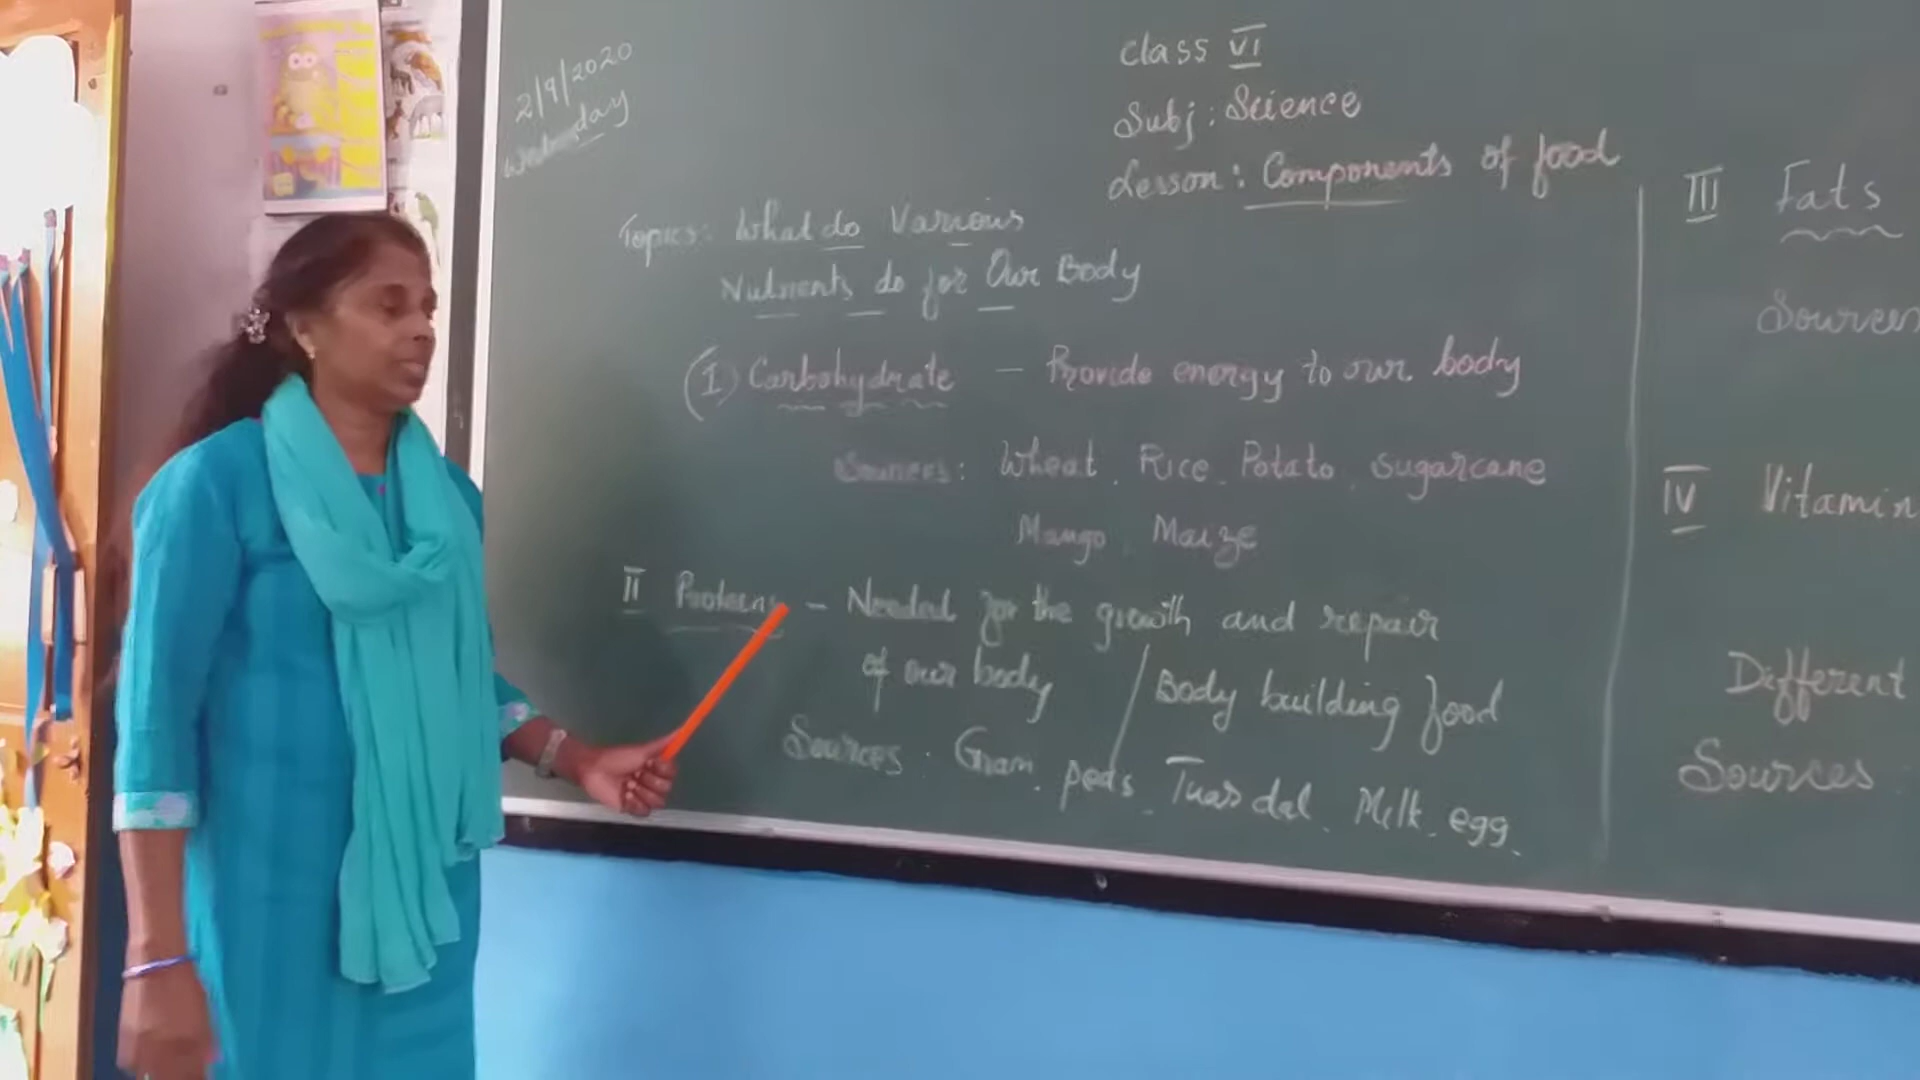 2/9/2020
Wednesday
Class VI
Subj: Science
Lesson: Components of food
Topics: What do Various
Nutrients do for Our Body
(I) Carbohydrate – Provide energy to our body
Sources: Wheat, Rice, Potato, Sugarcane
Mango, Maize
II Proteins – Needed for the growth and repair
of our body / Body building food
Sources: Gram, peas, Tuar dal, Milk, egg.
III Fats
Sources
IV Vitamin
Different
Sources